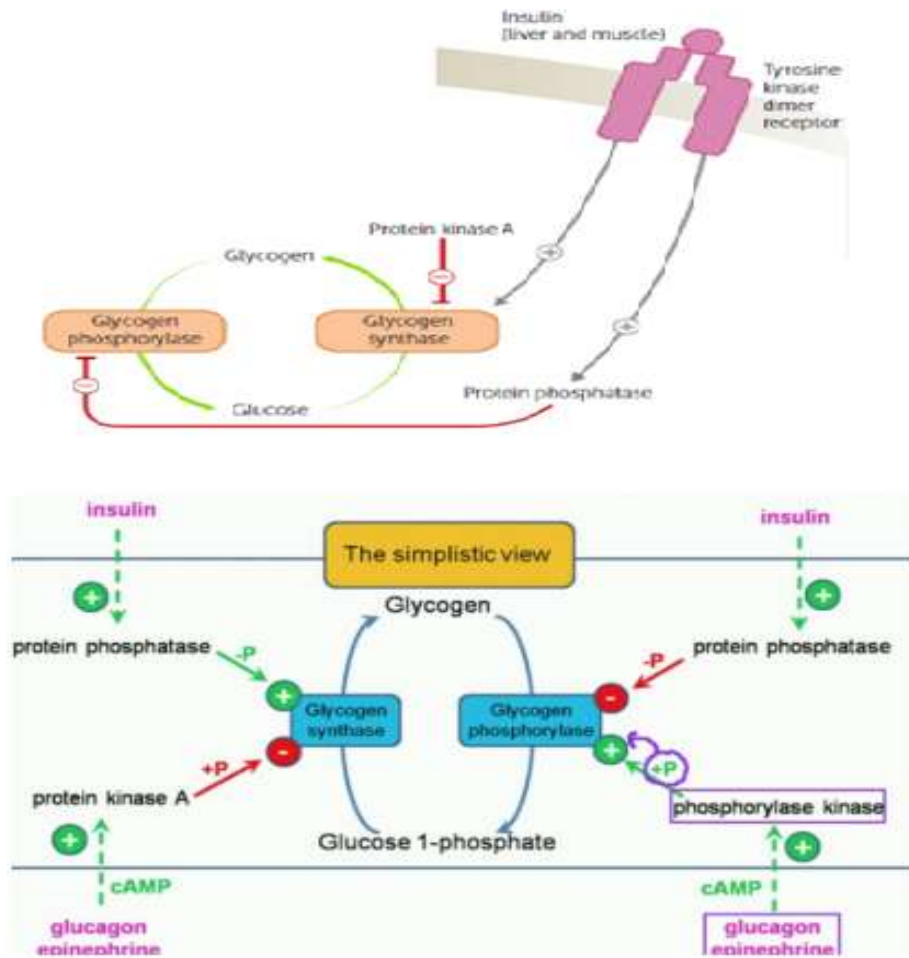 Insulin
(liver and muscle)
Tyrosine
kinase
dimer
receptor
Protein kinase A
Glycogen
Glycogen
phosphorylase
Glycogen
synthase
Glucose
Protein phosphatase
insulin
insulin
The simplistic view
Glycogen
protein phosphatase
-P
-P
protein phosphatase
Glycogen
synthase
Glycogen
phosphorylase
+P
+P
protein kinase A
phosphorylase kinase
Glucose 1-phosphate
cAMP
cAMP
glucagon
epinephrine
glucagon
epinephrine